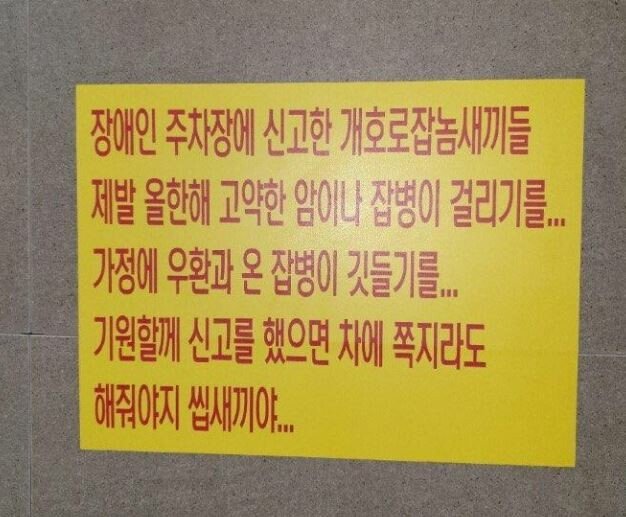 장애인 주차장에 신고한 개호로잡놈새끼들
제발 올한해 고약한 암이나 잡병이 걸리기를...
가정에 우환과 온 잡병이 깃들기를...
기원할께 신고를 했으면 차에 쪽지라도
해줘야지 씹새끼야...